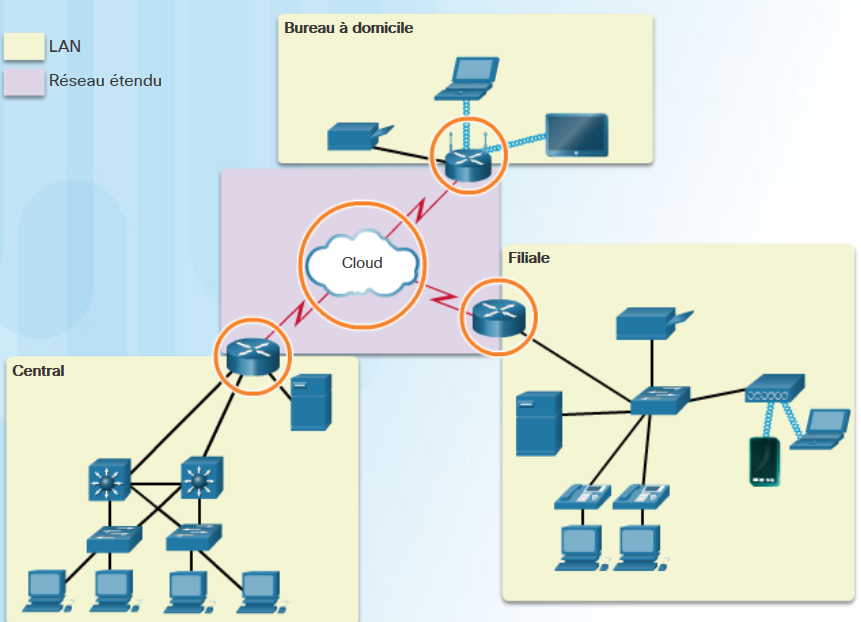 Bureau à domicile
LAN
Réseau étendu
Cloud
Filiale
Central